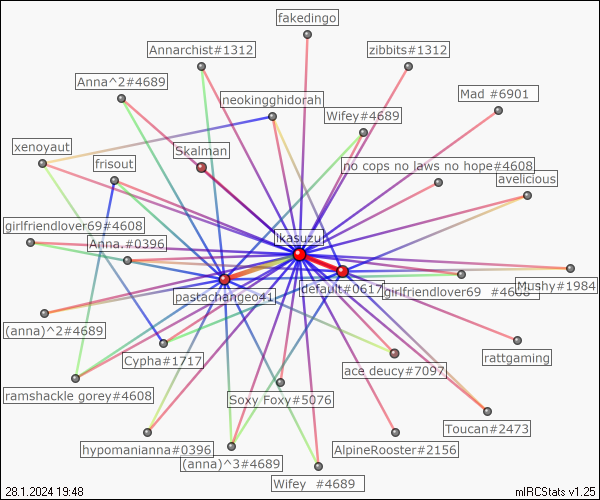 fakedingo
Annarchist#1312
zibbits#1312
Anna^2#4689
neokingghidorah
Mad #6901
Wifey#4689
xenoyaut
Skalman
frisout
no cops no laws no hope#4608
avelicious
girlfriendlover69#4608
Anna.#0396
ikasuzu
pastachangeo41
default#0617
girlfriendlover69 #4608
Mushy#1984
(anna)^2#4689
Cypha#1717
rattgaming
ace deucy#7097
ramshackle gorey#4608
Soxy Foxy#5076
Toucan#2473
hypomanianna#0396
AlpineRooster#2156
(anna)^3#4689
Wifey #4689
28.1.2024 19:48
mIRCStats v1.25